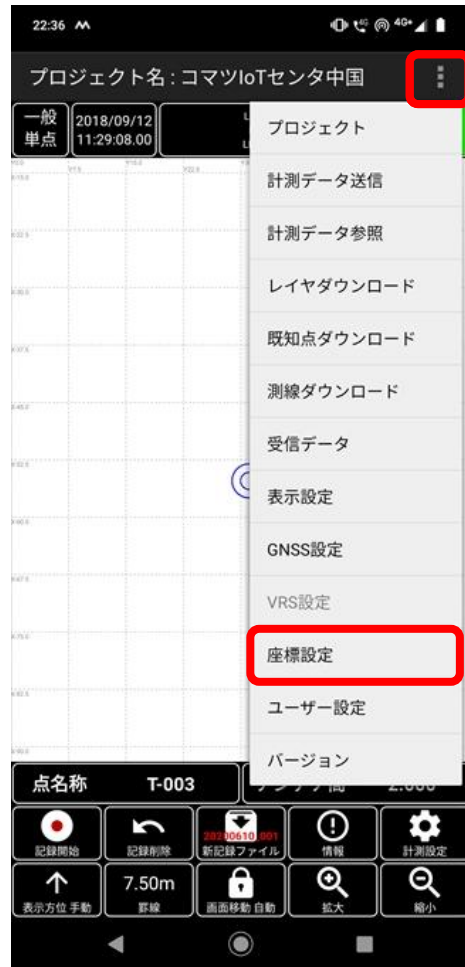 22:36
4G
4G+
プロジェクト名 : コマツIoTセンタ中国
一般
単点
2018/09/12
11:29:08.00
プロジェクト
計測データ送信
計測データ参照
レイヤダウンロード
既知点ダウンロード
測線ダウンロード
受信データ
表示設定
GNSS設定
VRS設定
座標設定
ユーザー設定
バージョン
点名称
T-003
記録開始
記録削除
20200610_001
新記録ファイル
情報
計測設定
表示方位 手動
7.50m
罫線
画面移動 自動
拡大
縮小